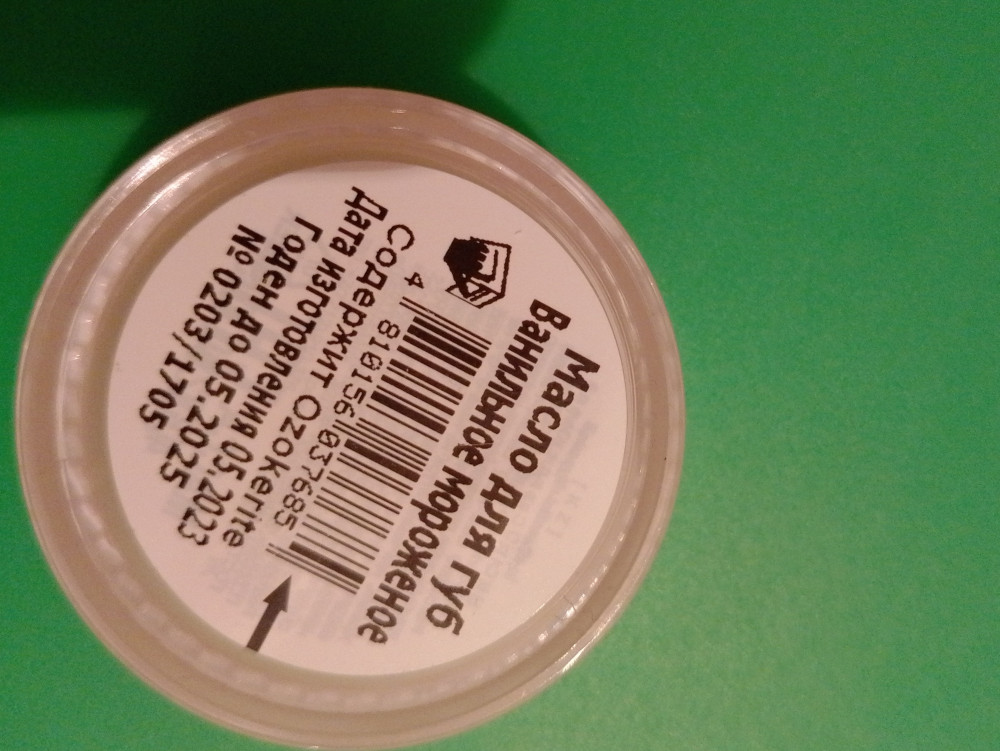 Масло для губ
Ванильное мороженое
4 810156 037685
Содержит Ozokerite
Дата изготовления 05.2023
Годен до 05.2025
№ 0203/1705